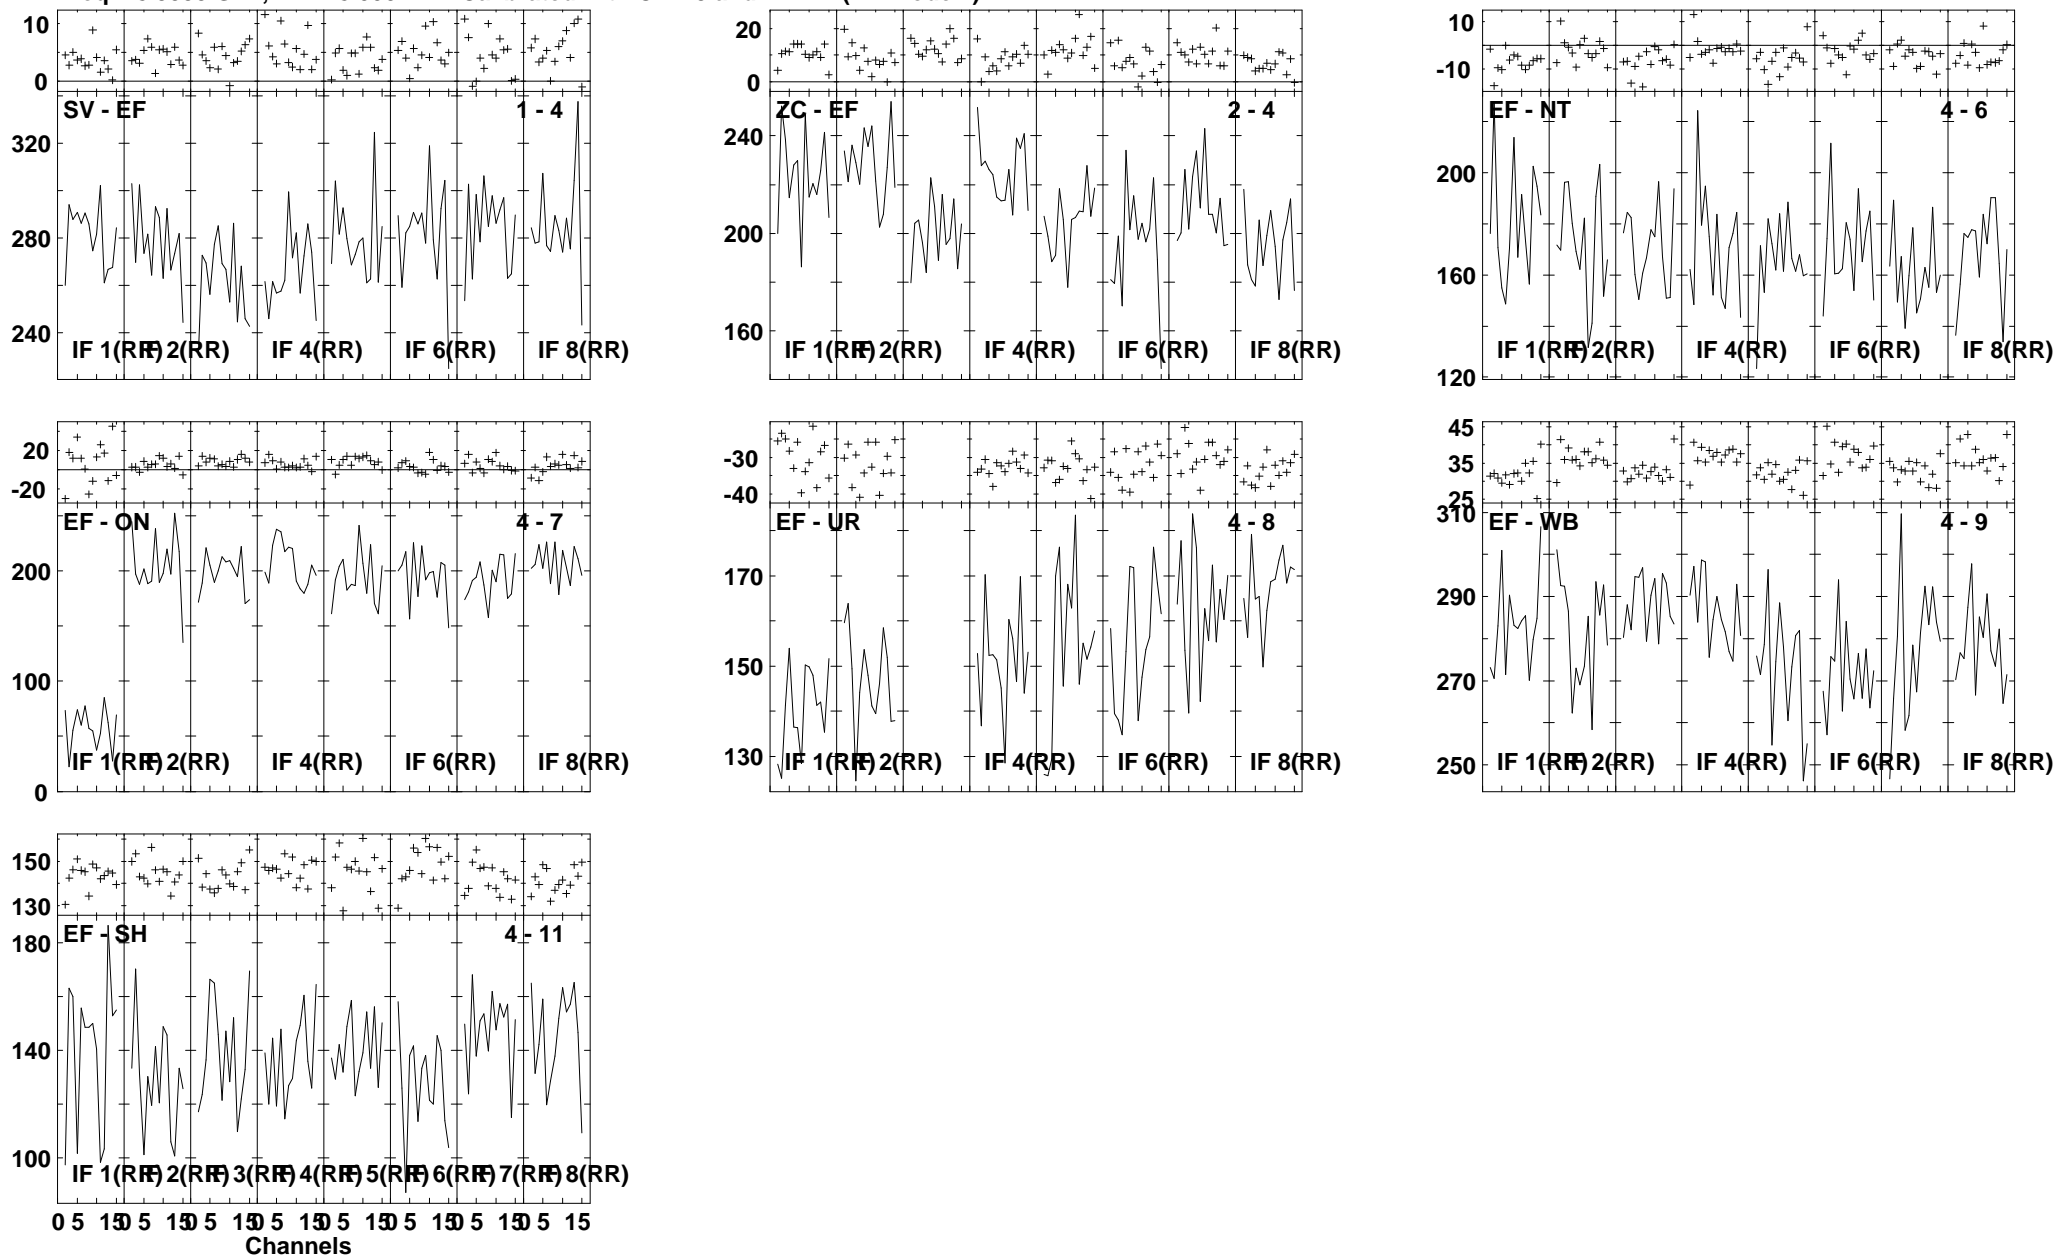 10
0
SV - EF 1 - 4
320
280
240
IF 1(RR) IF 2(RR) IF 4(RR) IF 6(RR) IF 8(RR)
20
10
0
ZC - EF 2 - 4
240
200
160
IF 1(RR) IF 2(RR) IF 4(RR) IF 6(RR) IF 8(RR)
10
-10
EF - NT 4 - 6
200
160
120
IF 1(RR) IF 2(RR) IF 4(RR) IF 6(RR) IF 8(RR)
20
-20
EF - ON 4 - 7
200
100
0
IF 1(RR) IF 2(RR) IF 4(RR) IF 6(RR) IF 8(RR)
-30
-40
EF - UR 4 - 8
170
150
130
IF 1(RR) IF 2(RR) IF 4(RR) IF 6(RR) IF 8(RR)
45
35
25
EF - WB 4 - 9
310
290
270
250
IF 1(RR) IF 2(RR) IF 4(RR) IF 6(RR) IF 8(RR)
150
130
EF - SH 4 - 11
180
140
100
IF 1(RR) IF 2(RR) IF 3(RR) IF 4(RR) IF 5(RR) IF 6(RR) IF 7(RR) IF 8(RR)
0 5 15 0 5 15 0 5 15 0 5 15 0 5 15 0 5 15 0 5 15 0 5 15
Channels